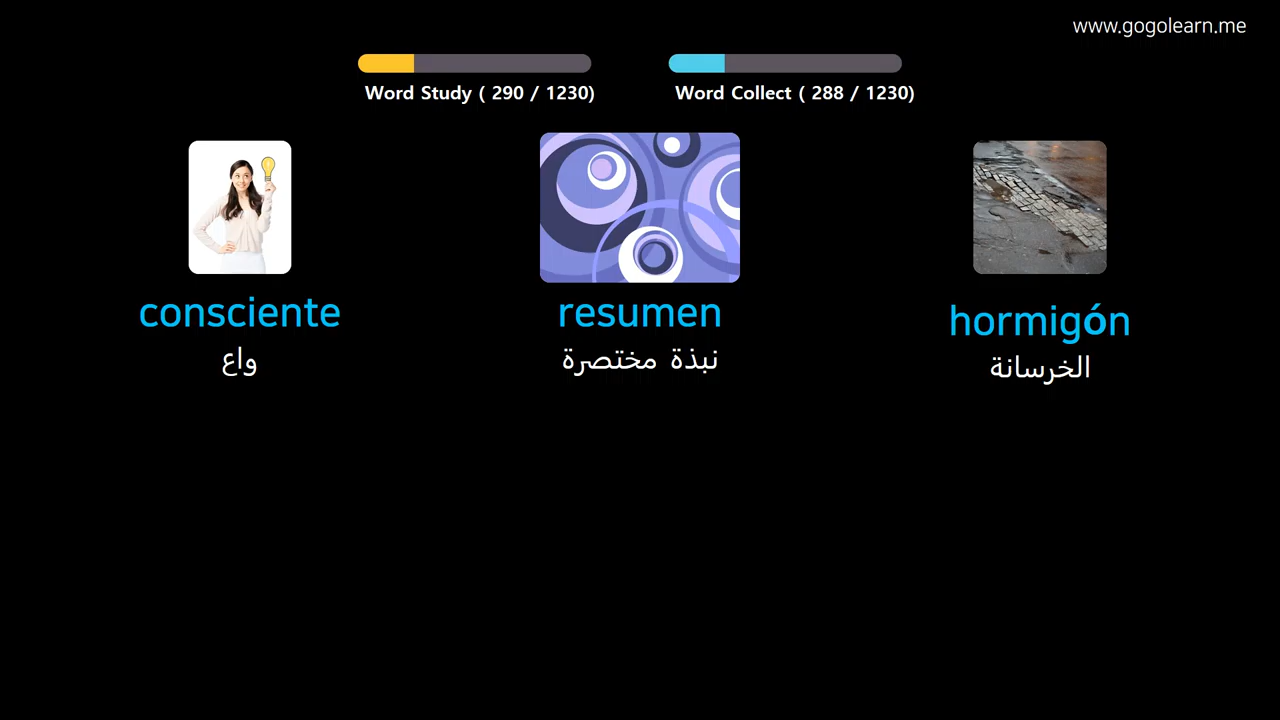 www.gogolearn.me
Word Study ( 290 / 1230)
Word Collect ( 288 / 1230)
consciente
واع
resumen
نبذة مختصرة
hormigón
الخرسانة